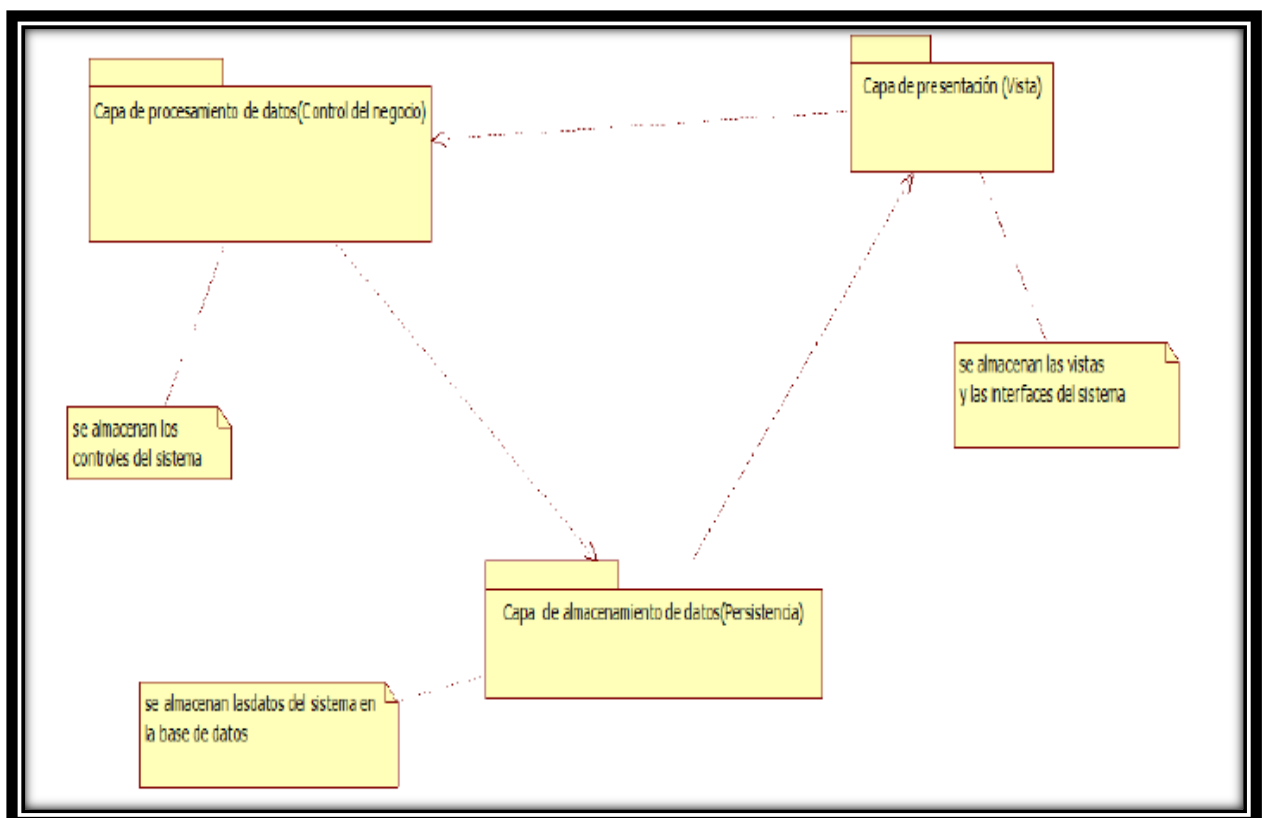 Capa de procesamiento de datos(Control del negocio)
Capa de presentación (Vista)
se almacenan las vistas
y las interfaces del sistema
se almacenan los
controles del sistema
Capa de almacenamiento de datos(Persistencia)
se almacenan lasdatos del sistema en
la base de datos